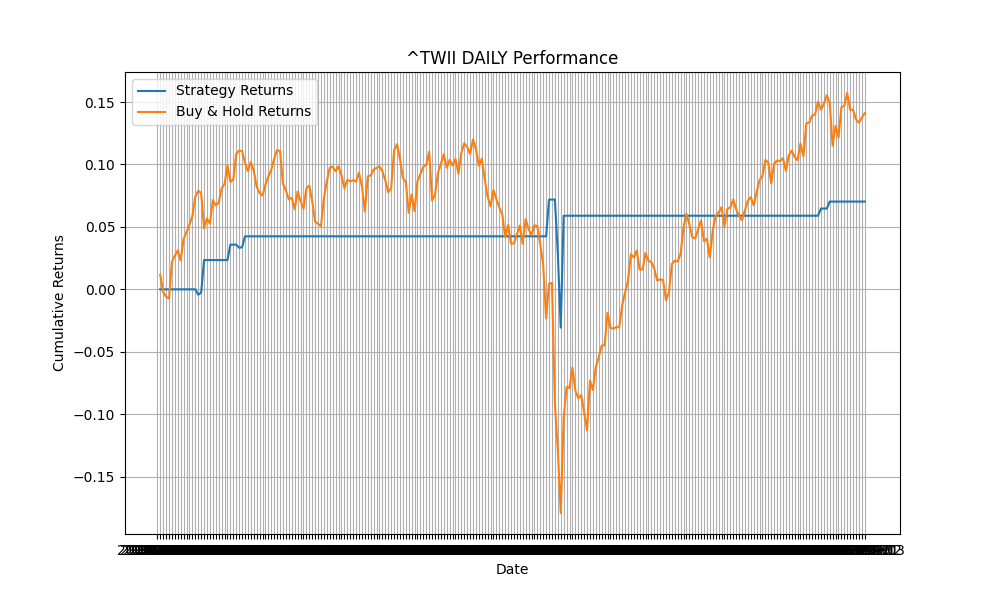 ^TWII DAILY Performance
Strategy Returns
Buy & Hold Returns
0.15
0.10
0.05
0.00
−0.05
−0.10
−0.15
Cumulative Returns
Date